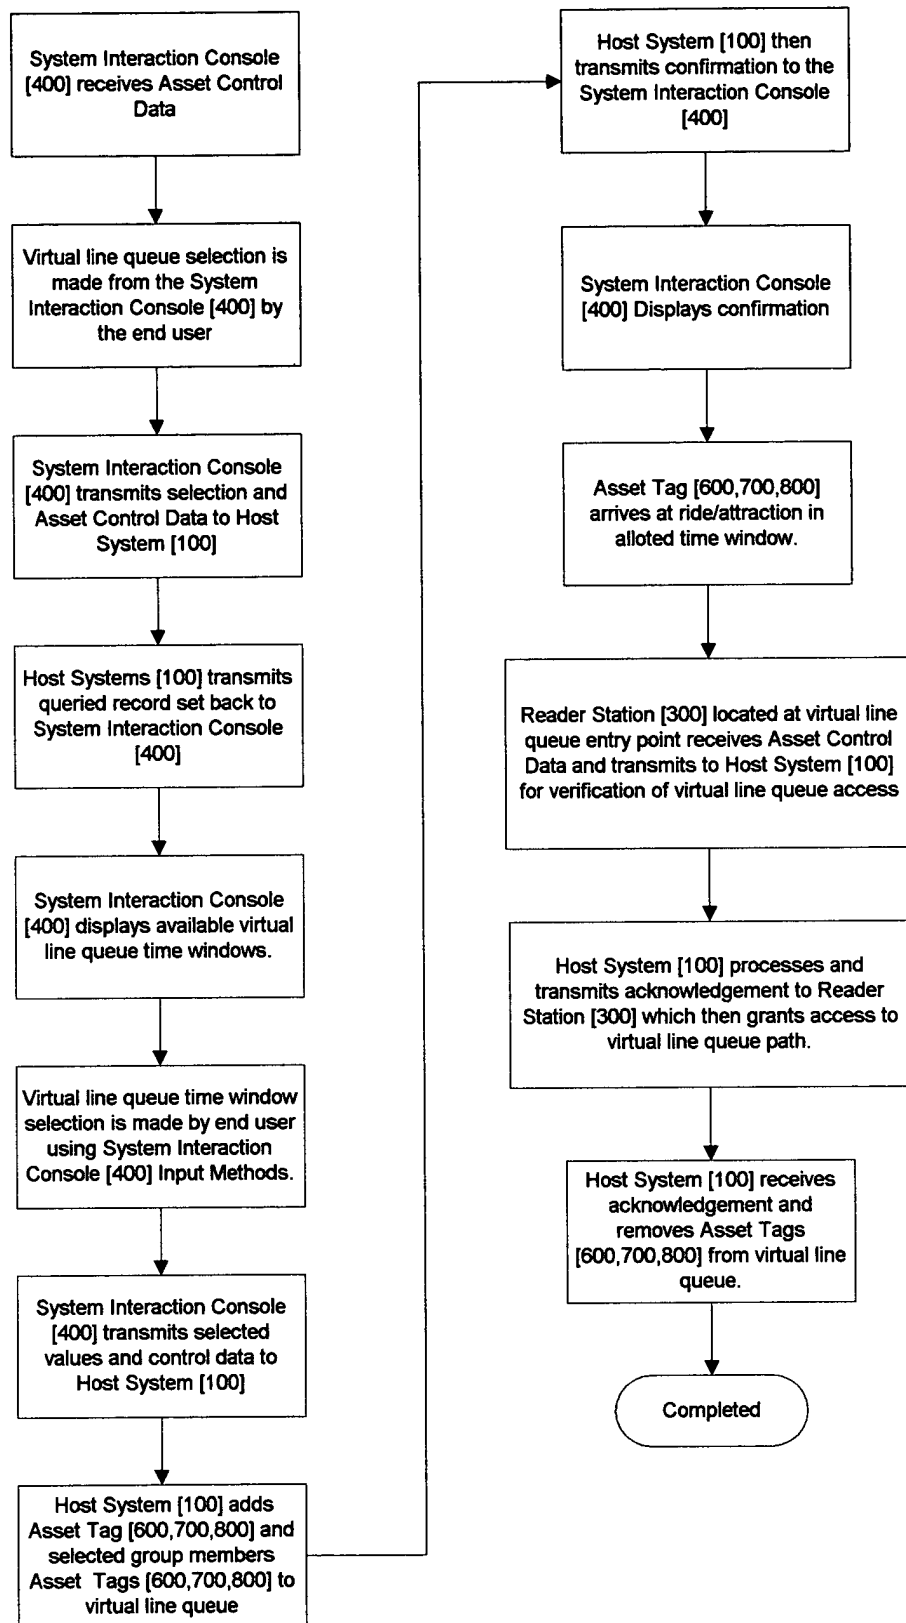 System Interaction Console
[400] receives Asset Control
Data
Virtual line queue selection is
made from the System
Interaction Console [400] by
the end user
System Interaction Console
[400] transmits selection and
Asset Control Data to Host
System [100]
Host Systems [100] transmits
queried record set back to
System Interaction Console
[400]
System Interaction Console
[400] displays available virtual
line queue time windows.
Virtual line queue time window
selection is made by end user
using System Interaction
Console [400] Input Methods.
System Interaction Console
[400] transmits selected
values and control data to
Host System [100]
Host System [100] adds
Asset Tag [600,700,800] and
selected group members
Asset Tags [600,700,800] to
virtual line queue
Host System [100] then
transmits confirmation to the
System Interaction Console
[400]
System Interaction Console
[400] Displays confirmation
Asset Tag [600,700,800]
arrives at ride/attraction in
alloted time window.
Reader Station [300] located at virtual line
queue entry point receives Asset Control
Data and transmits to Host System [100]
for verification of virtual line queue access
Host System [100] processes and
transmits acknowledgement to Reader
Station [300] which then grants access to
virtual line queue path.
Host System [100] receives
acknowledgement and
removes Asset Tags
[600,700,800] from virtual line
queue.
Completed